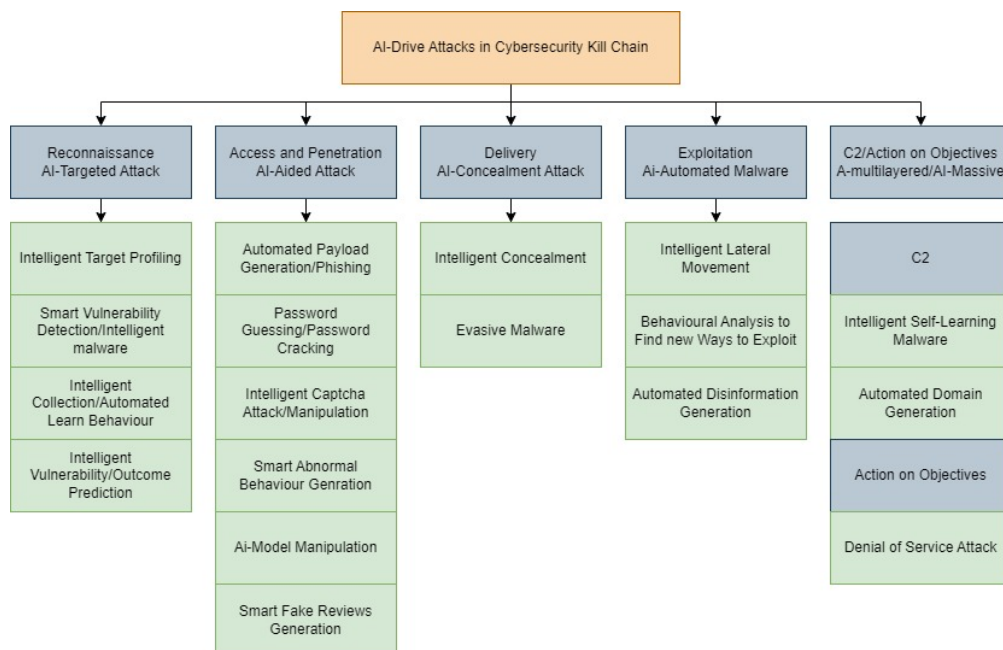 AI-Drive Attacks in Cybersecurity Kill Chain
Reconnaissance
AI-Targeted Attack
Access and Penetration
AI-Aided Attack
Delivery
AI-Concealment Attack
Exploitation
Ai-Automated Malware
C2/Action on Objectives
A-multilayered/AI-Massive
Intelligent Target Profiling
Smart Vulnerability
Detection/Intelligent
malware
Intelligent
Collection/Automated
Learn Behaviour
Intelligent
Vulnerability/Outcome
Prediction
Automated Payload
Generation/Phishing
Password
Guessing/Password
Cracking
Intelligent Captcha
Attack/Manipulation
Smart Abnormal
Behaviour Genration
Ai-Model Manipulation
Smart Fake Reviews
Generation
Intelligent Concealment
Evasive Malware
Intelligent Lateral
Movement
Behavioural Analysis to
Find new Ways to Exploit
Automated Disinformation
Generation
C2
Intelligent Self-Learning
Malware
Automated Domain
Generation
Action on Objectives
Denial of Service Attack